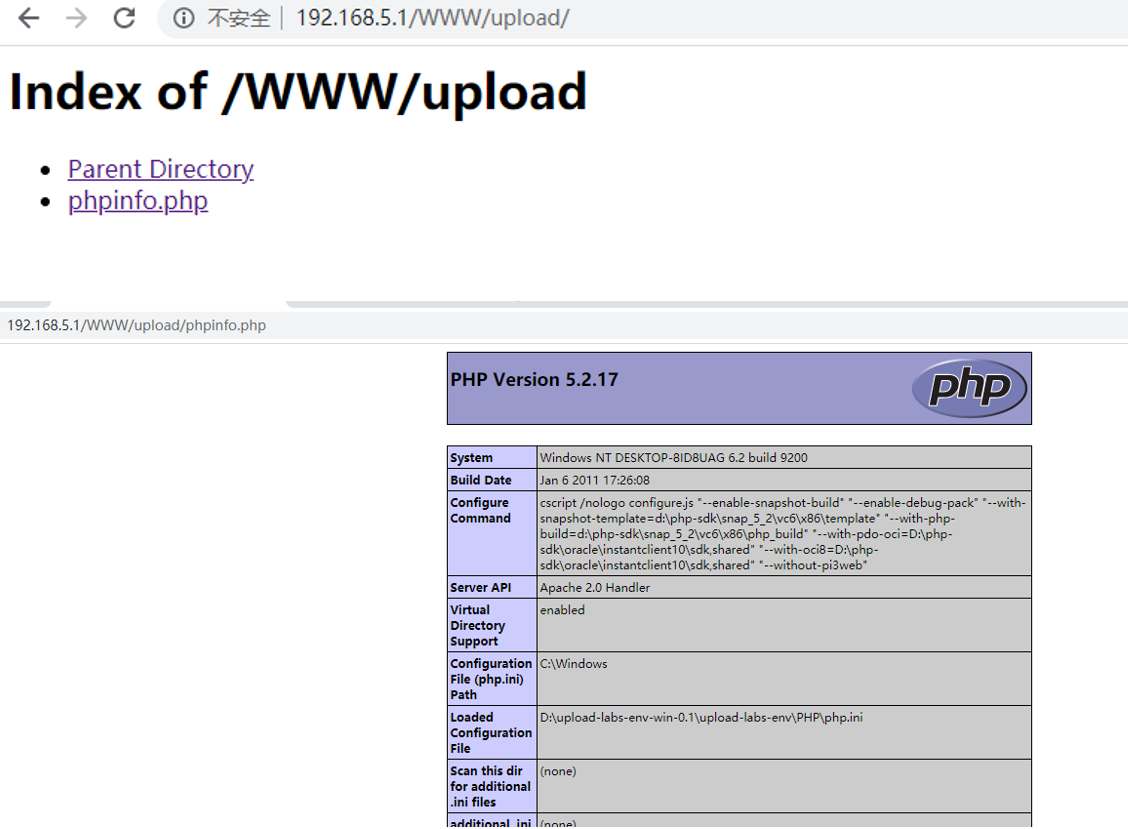 不安全 | 192.168.5.1/WWW/upload/
Index of /WWW/upload
• Parent Directory
• phpinfo.php
192.168.5.1/WWW/upload/phpinfo.php
PHP Version 5.2.17
php
System Windows NT DESKTOP-8ID8UAG 6.2 build 9200
Build Date Jan 6 2011 17:26:08
Configure cscript /nologo configure.js "--enable-snapshot-build" "--enable-debug-pack" "--with-
Command snapshot-template=d:\php-sdk\snap_5_2\vc6\x86\template" "--with-php-
build=d:\php-sdk\snap_5_2\vc6\x86\php_build" "--with-pdo-oci=D:\php-
sdk\oracle\instantclient10\sdk,shared" "--with-oci8=D:\php-
sdk\oracle\instantclient10\sdk,shared" "--without-pi3web"
Server API Apache 2.0 Handler
Virtual enabled
Directory
Support
Configuration C:\Windows
File (php.ini)
Path
Loaded D:\upload-labs-env-win-0.1\upload-labs-env\PHP\php.ini
Configuration
File
Scan this dir (none)
for additional
.ini files
additional .ini (none)